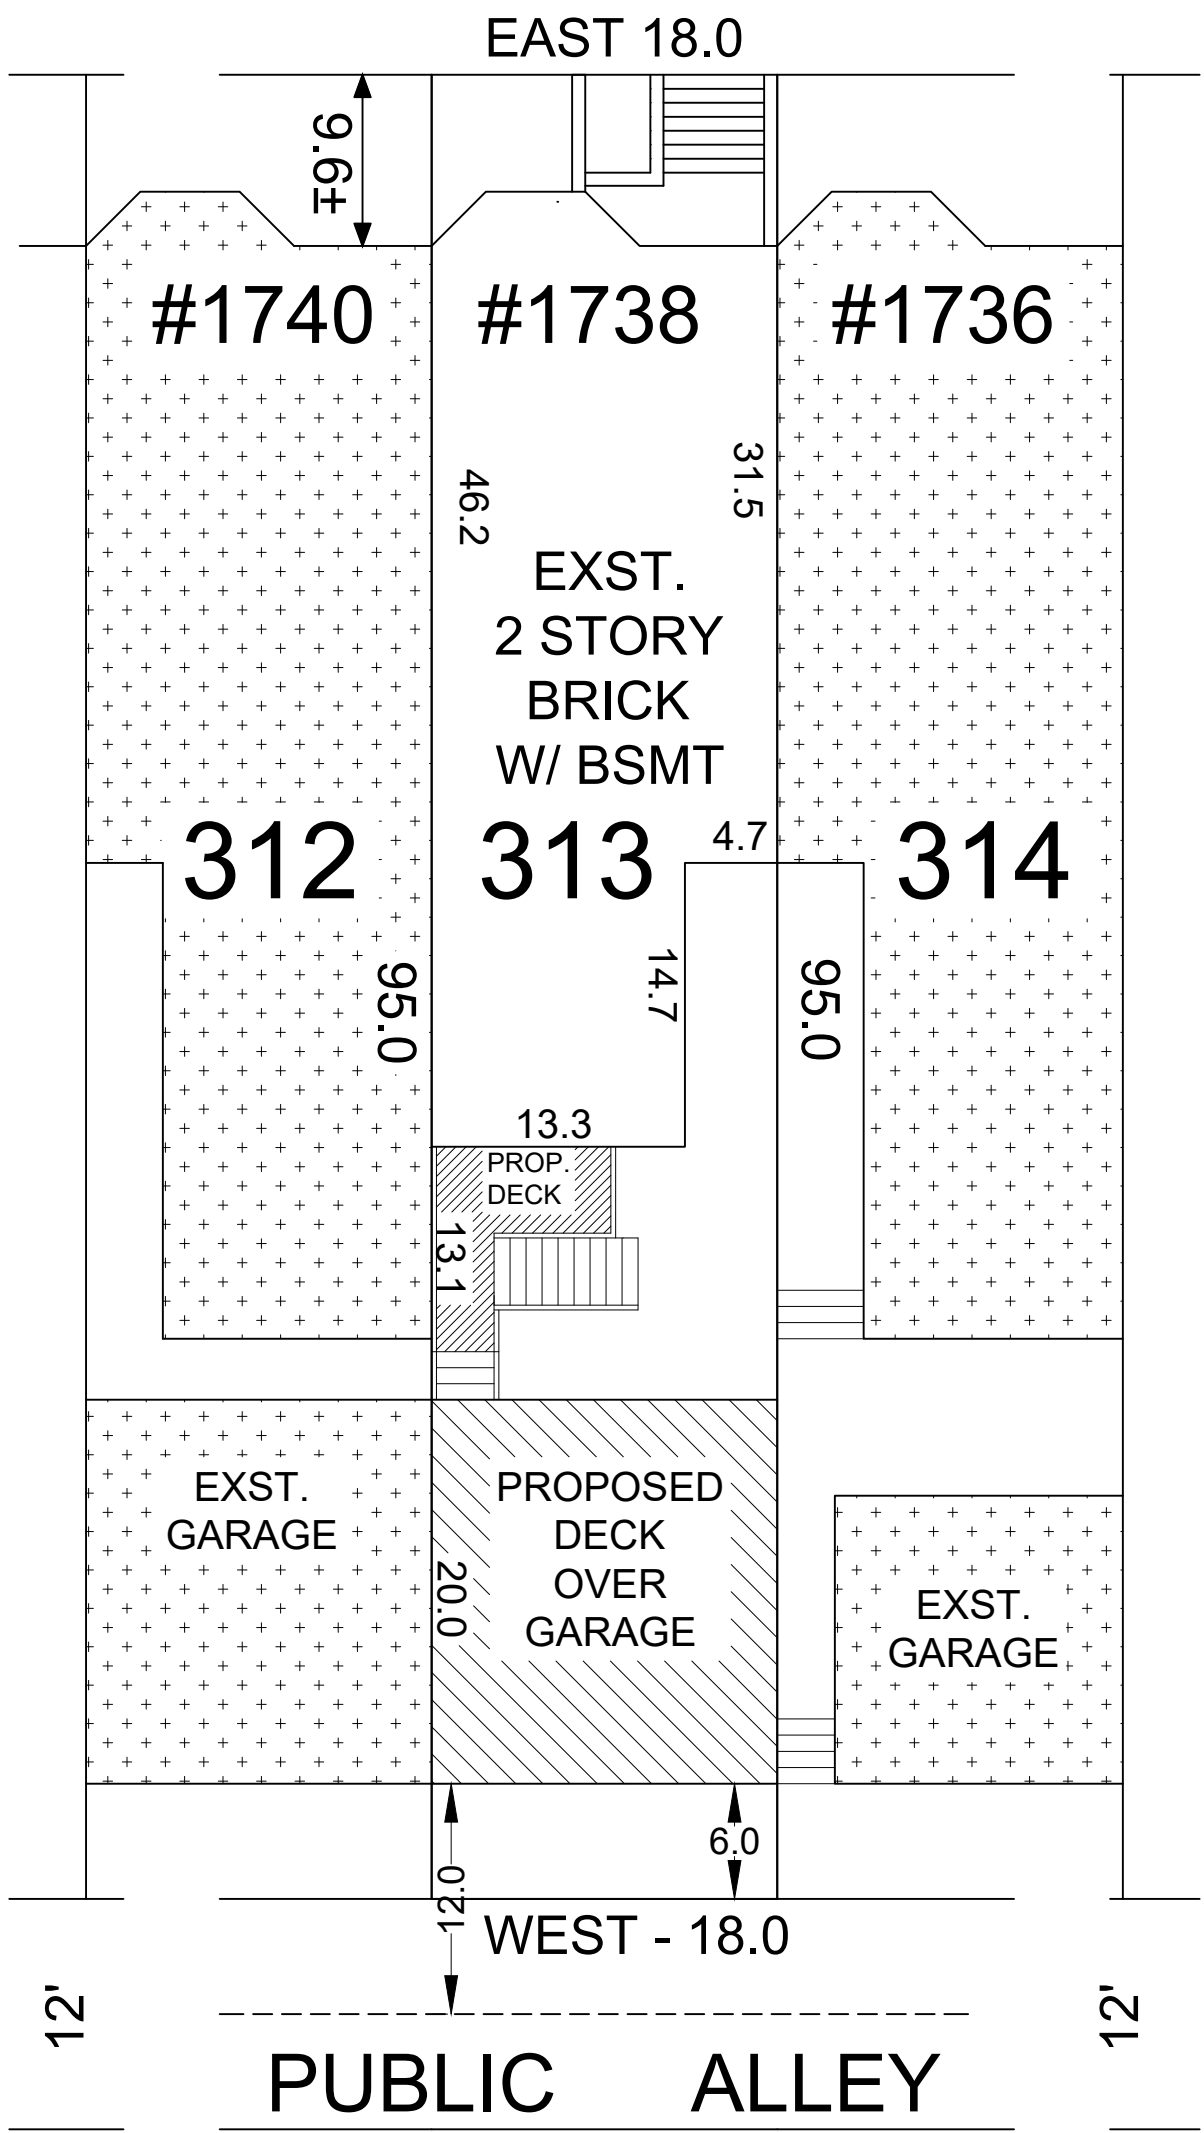 EAST 18.0
9.6±
#1740
#1738
#1736
46.2
31.5
EXST.
2 STORY
BRICK
W/ BSMT
4.7
312
313
314
95.0
14.7
95.0
13.3
PROP.
DECK
13.1
EXST.
GARAGE
PROPOSED
DECK
OVER
GARAGE
20.0
EXST.
GARAGE
6.0
12.0
WEST - 18.0
12'
12'
PUBLIC ALLEY